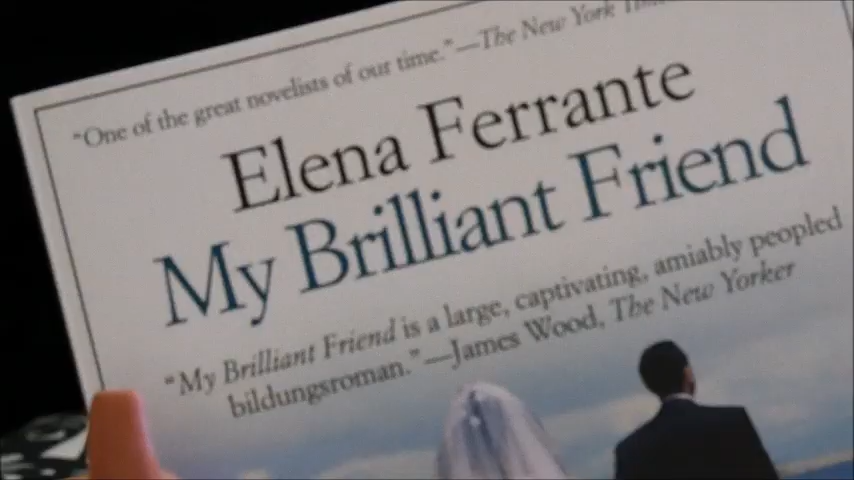 "One of the great novelists of our time."—The New York
Elena Ferrante
My Brilliant Friend
"My Brilliant Friend is a large, captivating, amiably peopled
bildungsroman."—James Wood, The New Yorker